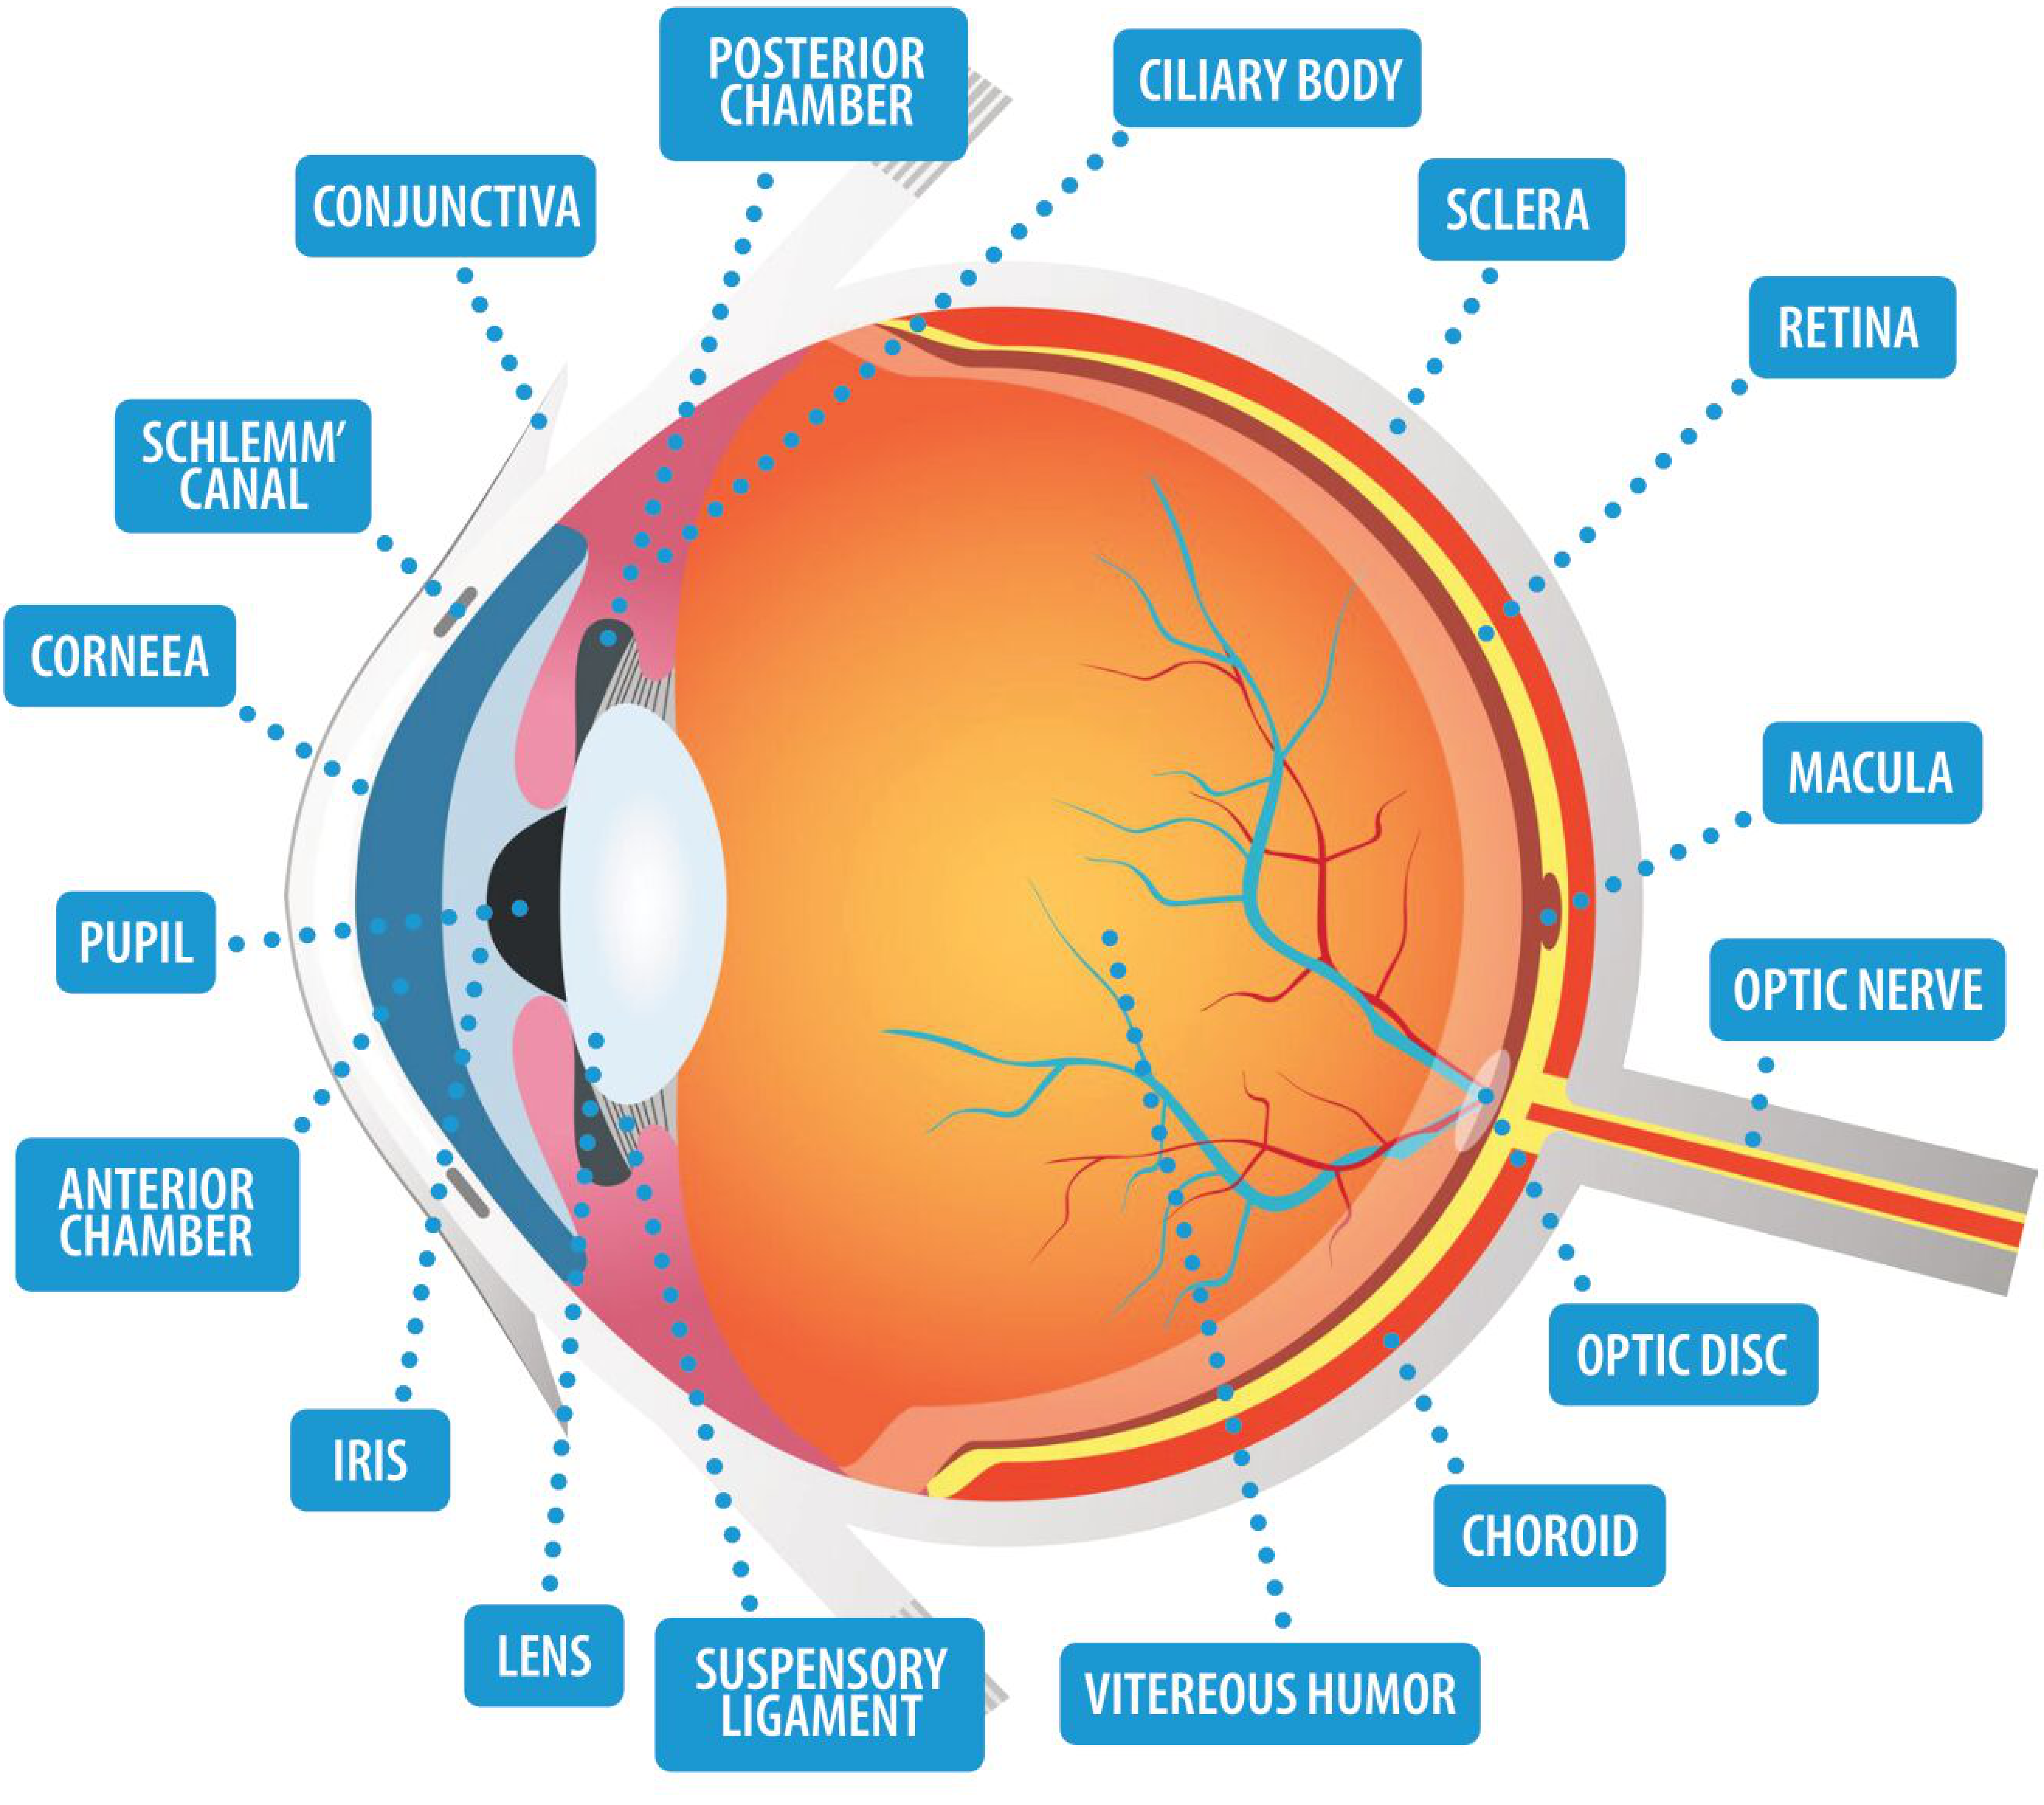 POSTERIOR
CHAMBER
CILIARY BODY
CONJUNCTIVA
SCLERA
RETINA
SCHLEMM’
CANAL
CORNEEA
MACULA
PUPIL
OPTIC NERVE
ANTERIOR
CHAMBER
OPTIC DISC
IRIS
CHOROID
LENS
SUSPENSORY
LIGAMENT
VITEREOUS HUMOR